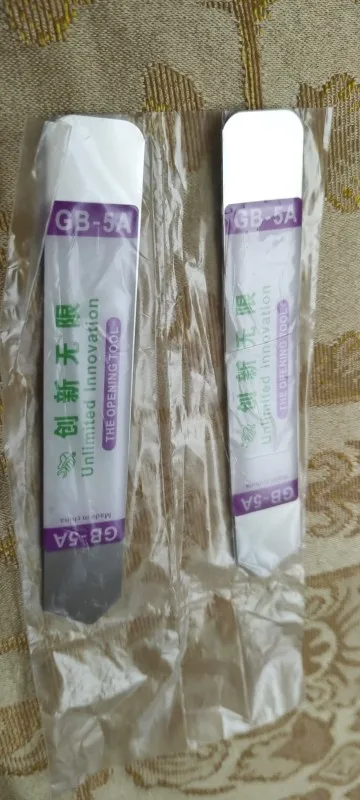 GB-5A
创新无限
Unlimited Innovation
THE OPENING TOOL
Made in china
GB-5A
GB-5A
创新无限
Unlimited Innovation
THE OPENING TOOL
GB-5A